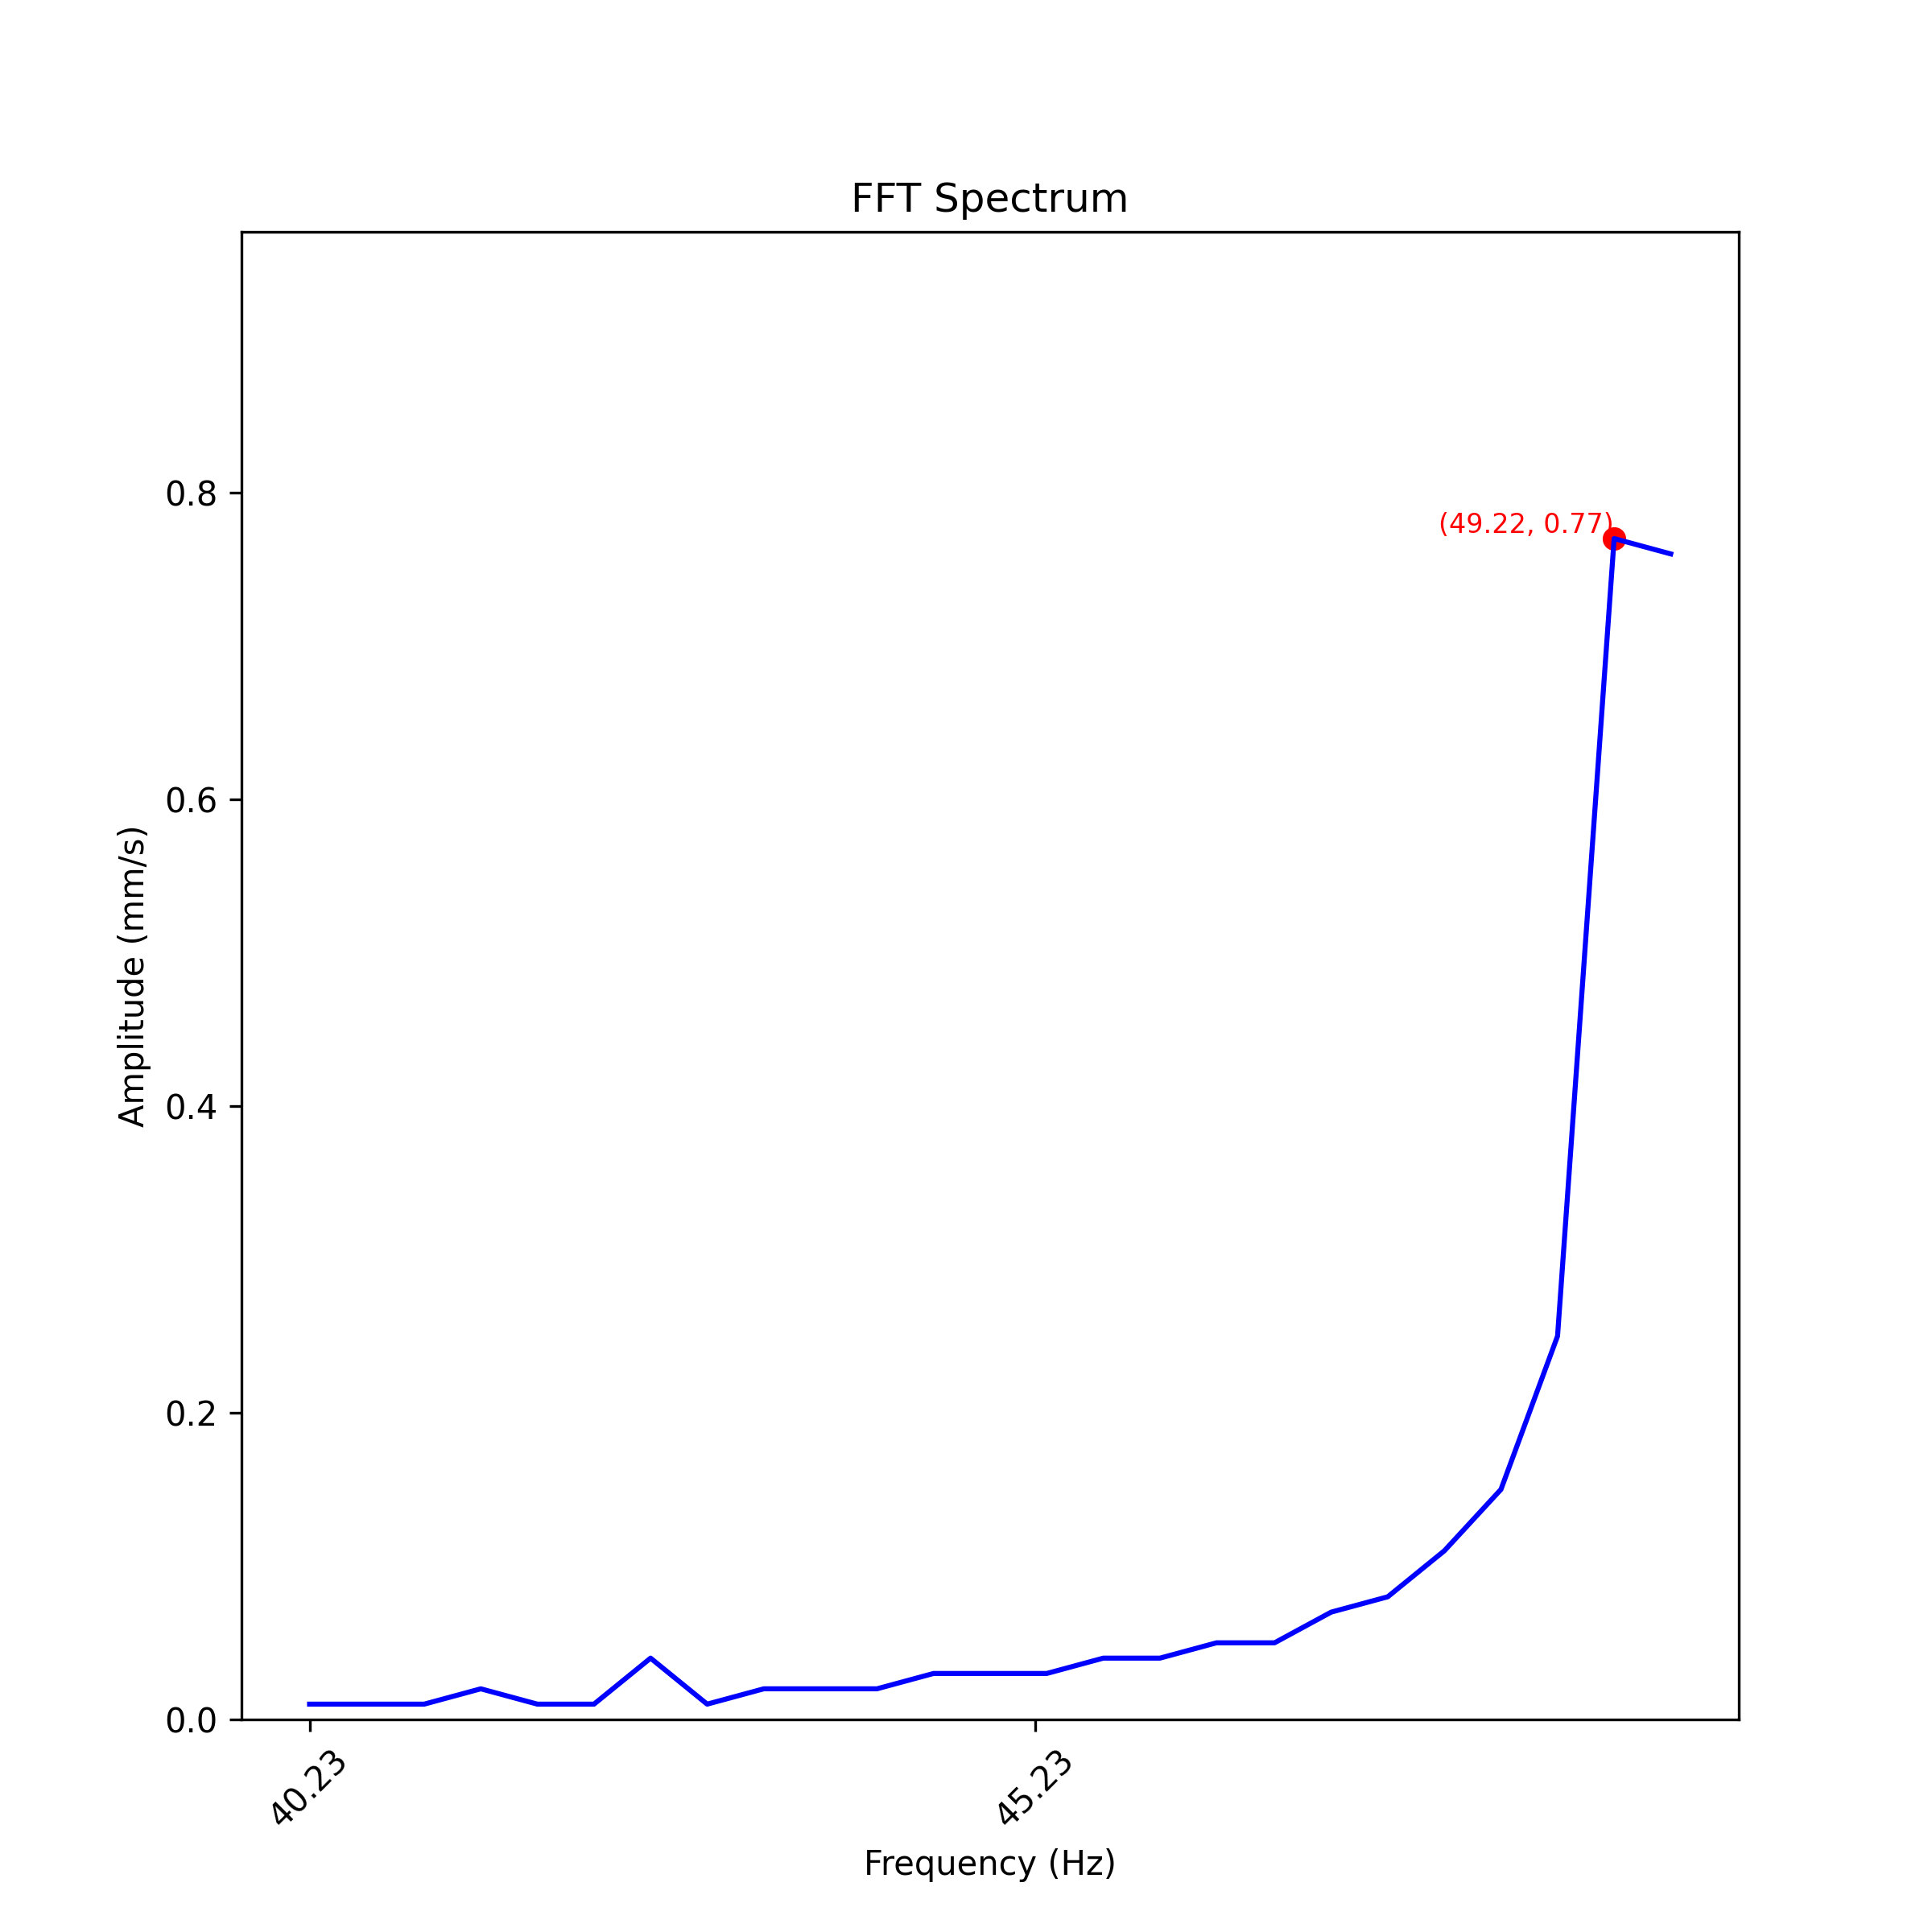 FFT Spectrum
Amplitude (mm/s)
0.8
0.6
0.4
0.2
0.0
(49.22, 0.77)
40.23
45.23
Frequency (Hz)